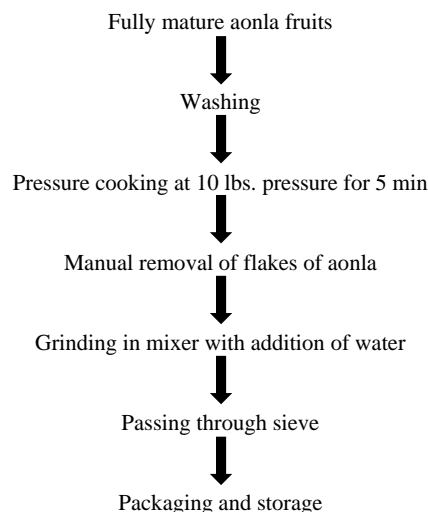 Fully mature aonla fruits
Washing
Pressure cooking at 10 lbs. pressure for 5 min
Manual removal of flakes of aonla
Grinding in mixer with addition of water
Passing through sieve
Packaging and storage